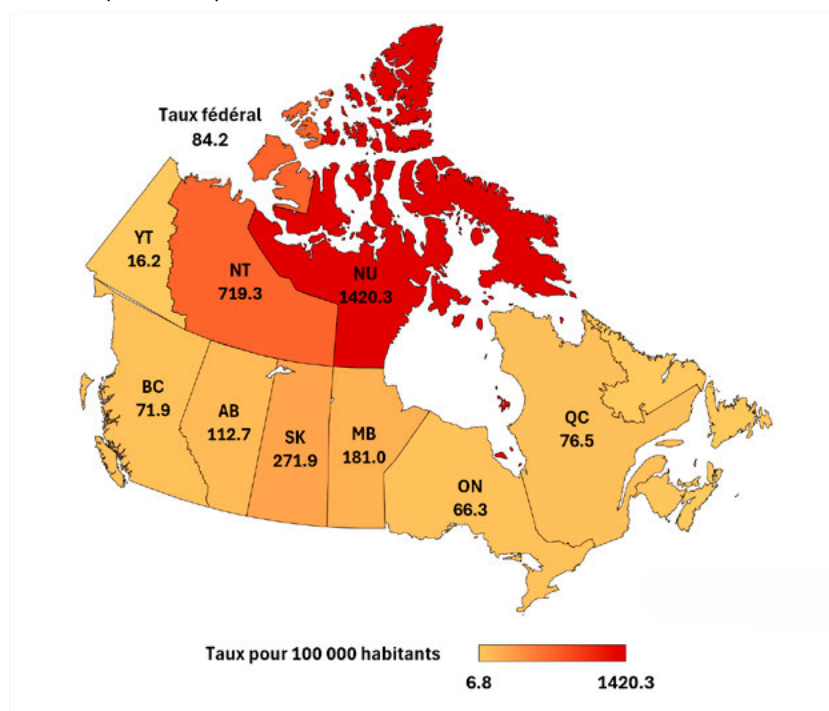 Taux fédéral
84.2
YT
16.2
NT
719.3
NU
1420.3
BC
71.9
AB
112.7
SK
271.9
MB
181.0
ON
66.3
QC
76.5
Taux pour 100 000 habitants
6.8
1420.3